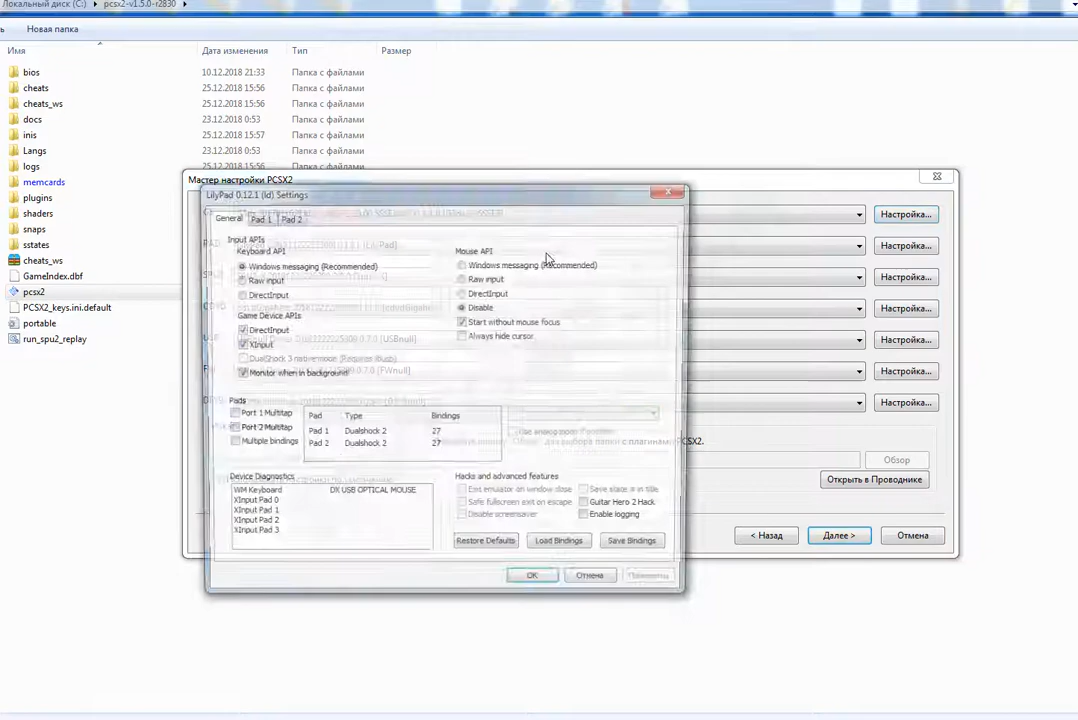 Локальный диск (C:) ▸ pcsx2-v1.5.0-r2830 ▸
Новая папка
Имя Дата изменения Тип Размер
bios 10.12.2018 21:33 Папка с файлами
cheats 25.12.2018 15:56 Папка с файлами
cheats_ws 25.12.2018 15:56 Папка с файлами
docs 23.12.2018 0:53 Папка с файлами
inis 25.12.2018 15:57 Папка с файлами
Langs 23.12.2018 0:53 Папка с файлами
logs 25.12.2018 15:56 Папка с файлами
memcards
plugins
shaders
snaps
sstates
cheats_ws
GameIndex.dbf
pcsx2
PCSX2_keys.ini.default
portable
run_spu2_replay
Мастер настройки PCSX2
Настройка...
Настройка...
Настройка...
Настройка...
Настройка...
Настройка...
Настройка...
для выбора папки с плагинами PCSX2.
Обзор
Открыть в Проводнике
< Назад Далее > Отмена
LilyPad 0.12.1 (ld) Settings
General Pad 1 Pad 2
Input APIs
Keyboard API
Windows messaging (Recommended)
Raw input
DirectInput
Game Device APIs
DirectInput
XInput
DualShock 3 native mode (Requires libusb)
Monitor when in background
Mouse API
Windows messaging (Recommended)
Raw input
DirectInput
Disable
Start without mouse focus
Always hide cursor
Pads
Port 1 Multitap
Port 2 Multitap
Multiple bindings
Pad Type Bindings
Pad 1 Dualshock 2 27
Pad 2 Dualshock 2 27
Device Diagnostics
WM Keyboard DX USB OPTICAL MOUSE
XInput Pad 0
XInput Pad 1
XInput Pad 2
XInput Pad 3
Hacks and advanced features
Exit emulator on window close Save state # in title
Safe fullscreen exit on escape Guitar Hero 2 Hack
Disable screensaver Enable logging
Restore Defaults Load Bindings Save Bindings
OK Отмена Применить